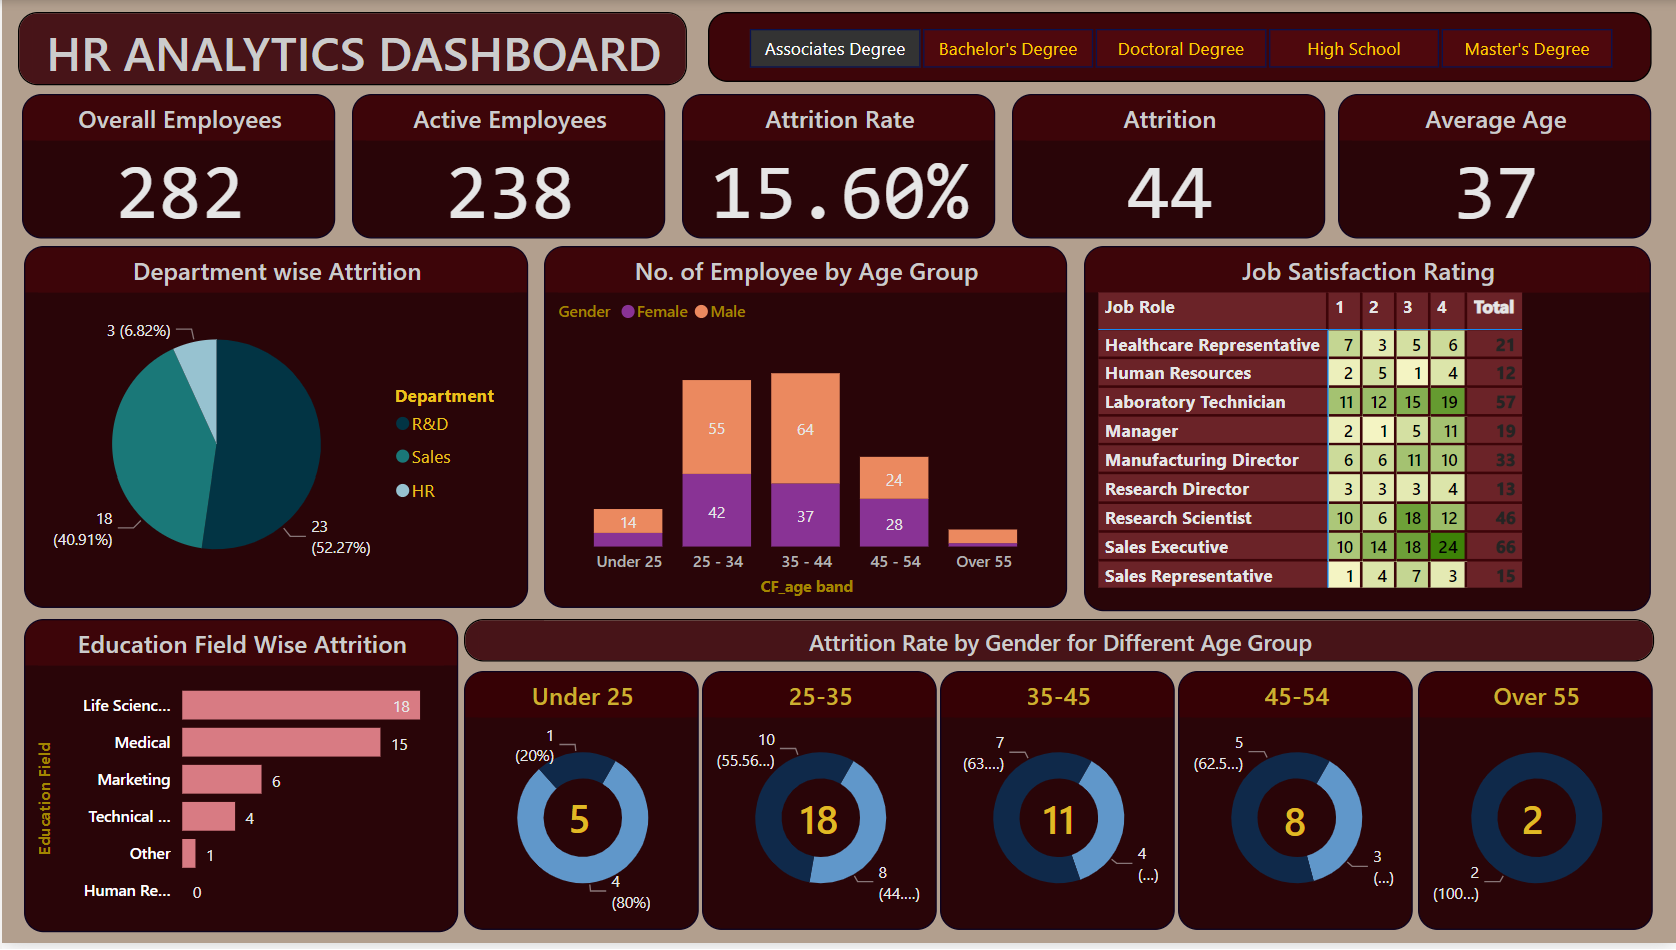 HR ANALYTICS DASHBOARD
Associates Degree
Bachelor's Degree
Doctoral Degree
High School
Master's Degree
Overall Employees
282
Active Employees
238
Attrition Rate
15.60%
Attrition
44
Average Age
37
Department wise Attrition
3 (6.82%)
18
(40.91%)
23
(52.27%)
Department
R&D
Sales
HR
No. of Employee by Age Group
Gender Female Male
14
55
42
64
37
24
28
Under 25
25 - 34
35 - 44
45 - 54
Over 55
CF_age band
Job Satisfaction Rating
Job Role 1 2 3 4 Total
Healthcare Representative 7 3 5 6 21
Human Resources 2 5 1 4 12
Laboratory Technician 11 12 15 19 57
Manager 2 1 5 11 19
Manufacturing Director 6 6 11 10 33
Research Director 3 3 3 4 13
Research Scientist 10 6 18 12 46
Sales Executive 10 14 18 24 66
Sales Representative 1 4 7 3 15
Education Field Wise Attrition
Education Field
Life Scienc... 18
Medical 15
Marketing 6
Technical ... 4
Other 1
Human Re... 0
Attrition Rate by Gender for Different Age Group
Under 25
1
(20%)
5
4
(80%)
25-35
10
(55.56...)
18
8
(44....)
35-45
7
(63....)
11
4
(...)
45-54
5
(62.5...)
8
3
(...)
Over 55
2
2
(100...)